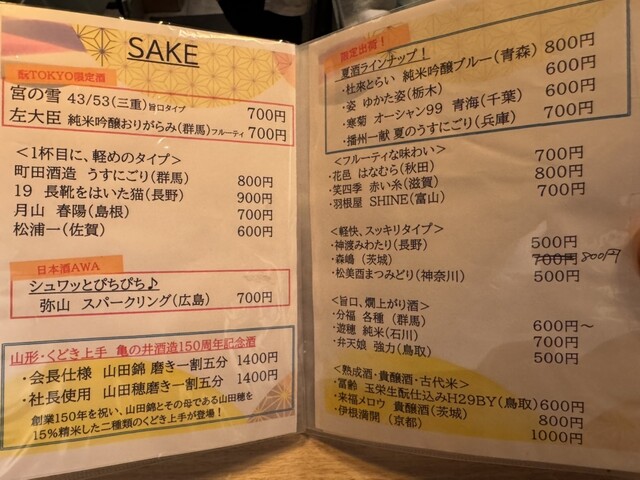 SAKE
酛TOKYO限定酒
宮の雪 43/53(三重)旨口タイプ 700円
左大臣 純米吟醸おりがらみ(群馬)フルーティ 700円
<1杯目に、軽めのタイプ>
町田酒造 うすにごり(群馬) 800円
19 長靴をはいた猫(長野) 900円
月山 春陽(島根) 700円
松浦一(佐賀) 600円
日本酒AWA
シュワッとぴちぴち♪
弥山 スパークリング(広島) 700円
山形・くどき上手 亀の井酒造150周年記念酒
・会長仕様 山田錦 磨き一割五分 1400円
・社長使用 山田穂磨き一割五分 1400円
創業150年を祝い、山田錦とその母である山田穂を
15%精米した二種類のくどき上手が登場!
限定出荷!
夏酒ラインナップ!
・杜來とらい 純米吟醸ブルー(青森) 800円
・姿 ゆかた姿(栃木) 600円
・寒菊 オーシャン99 青海(千葉) 600円
・播州一献 夏のうすにごり(兵庫) 700円
<フルーティな味わい>
・花邑 はなむら(秋田) 700円
・笑四季 赤い糸(滋賀) 800円
・羽根屋 SHINE(富山) 700円
<軽快、スッキリタイプ>
・神渡みわたり(長野) 500円
・森嶋 (茨城) 700円 800円
・松美酉まつみどり(神奈川) 500円
<旨口、燗上がり酒>
・分福 各種 (群馬) 600円～
・遊穂 純米(石川) 700円
・弁天娘 強力(鳥取) 500円
<熟成酒・貴醸酒・古代米>
・冨齢 玉栄生酛仕込みH29BY(鳥取) 600円
・来福メロウ 貴醸酒(茨城) 800円
・伊根満開 (京都) 1000円